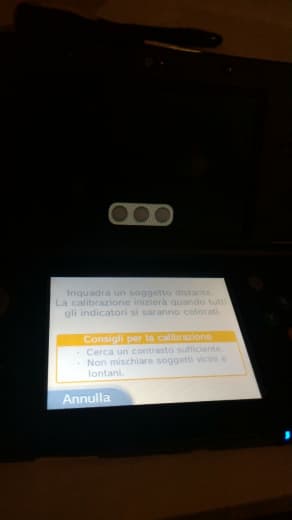 Inquadra un soggetto distante.
La calibrazione inizierà quando tutti
gli indicatori si saranno colorati.
Consigli per la calibrazione
· Cerca un contrasto sufficiente.
· Non mischiare soggetti vicini e
lontani.
Annulla